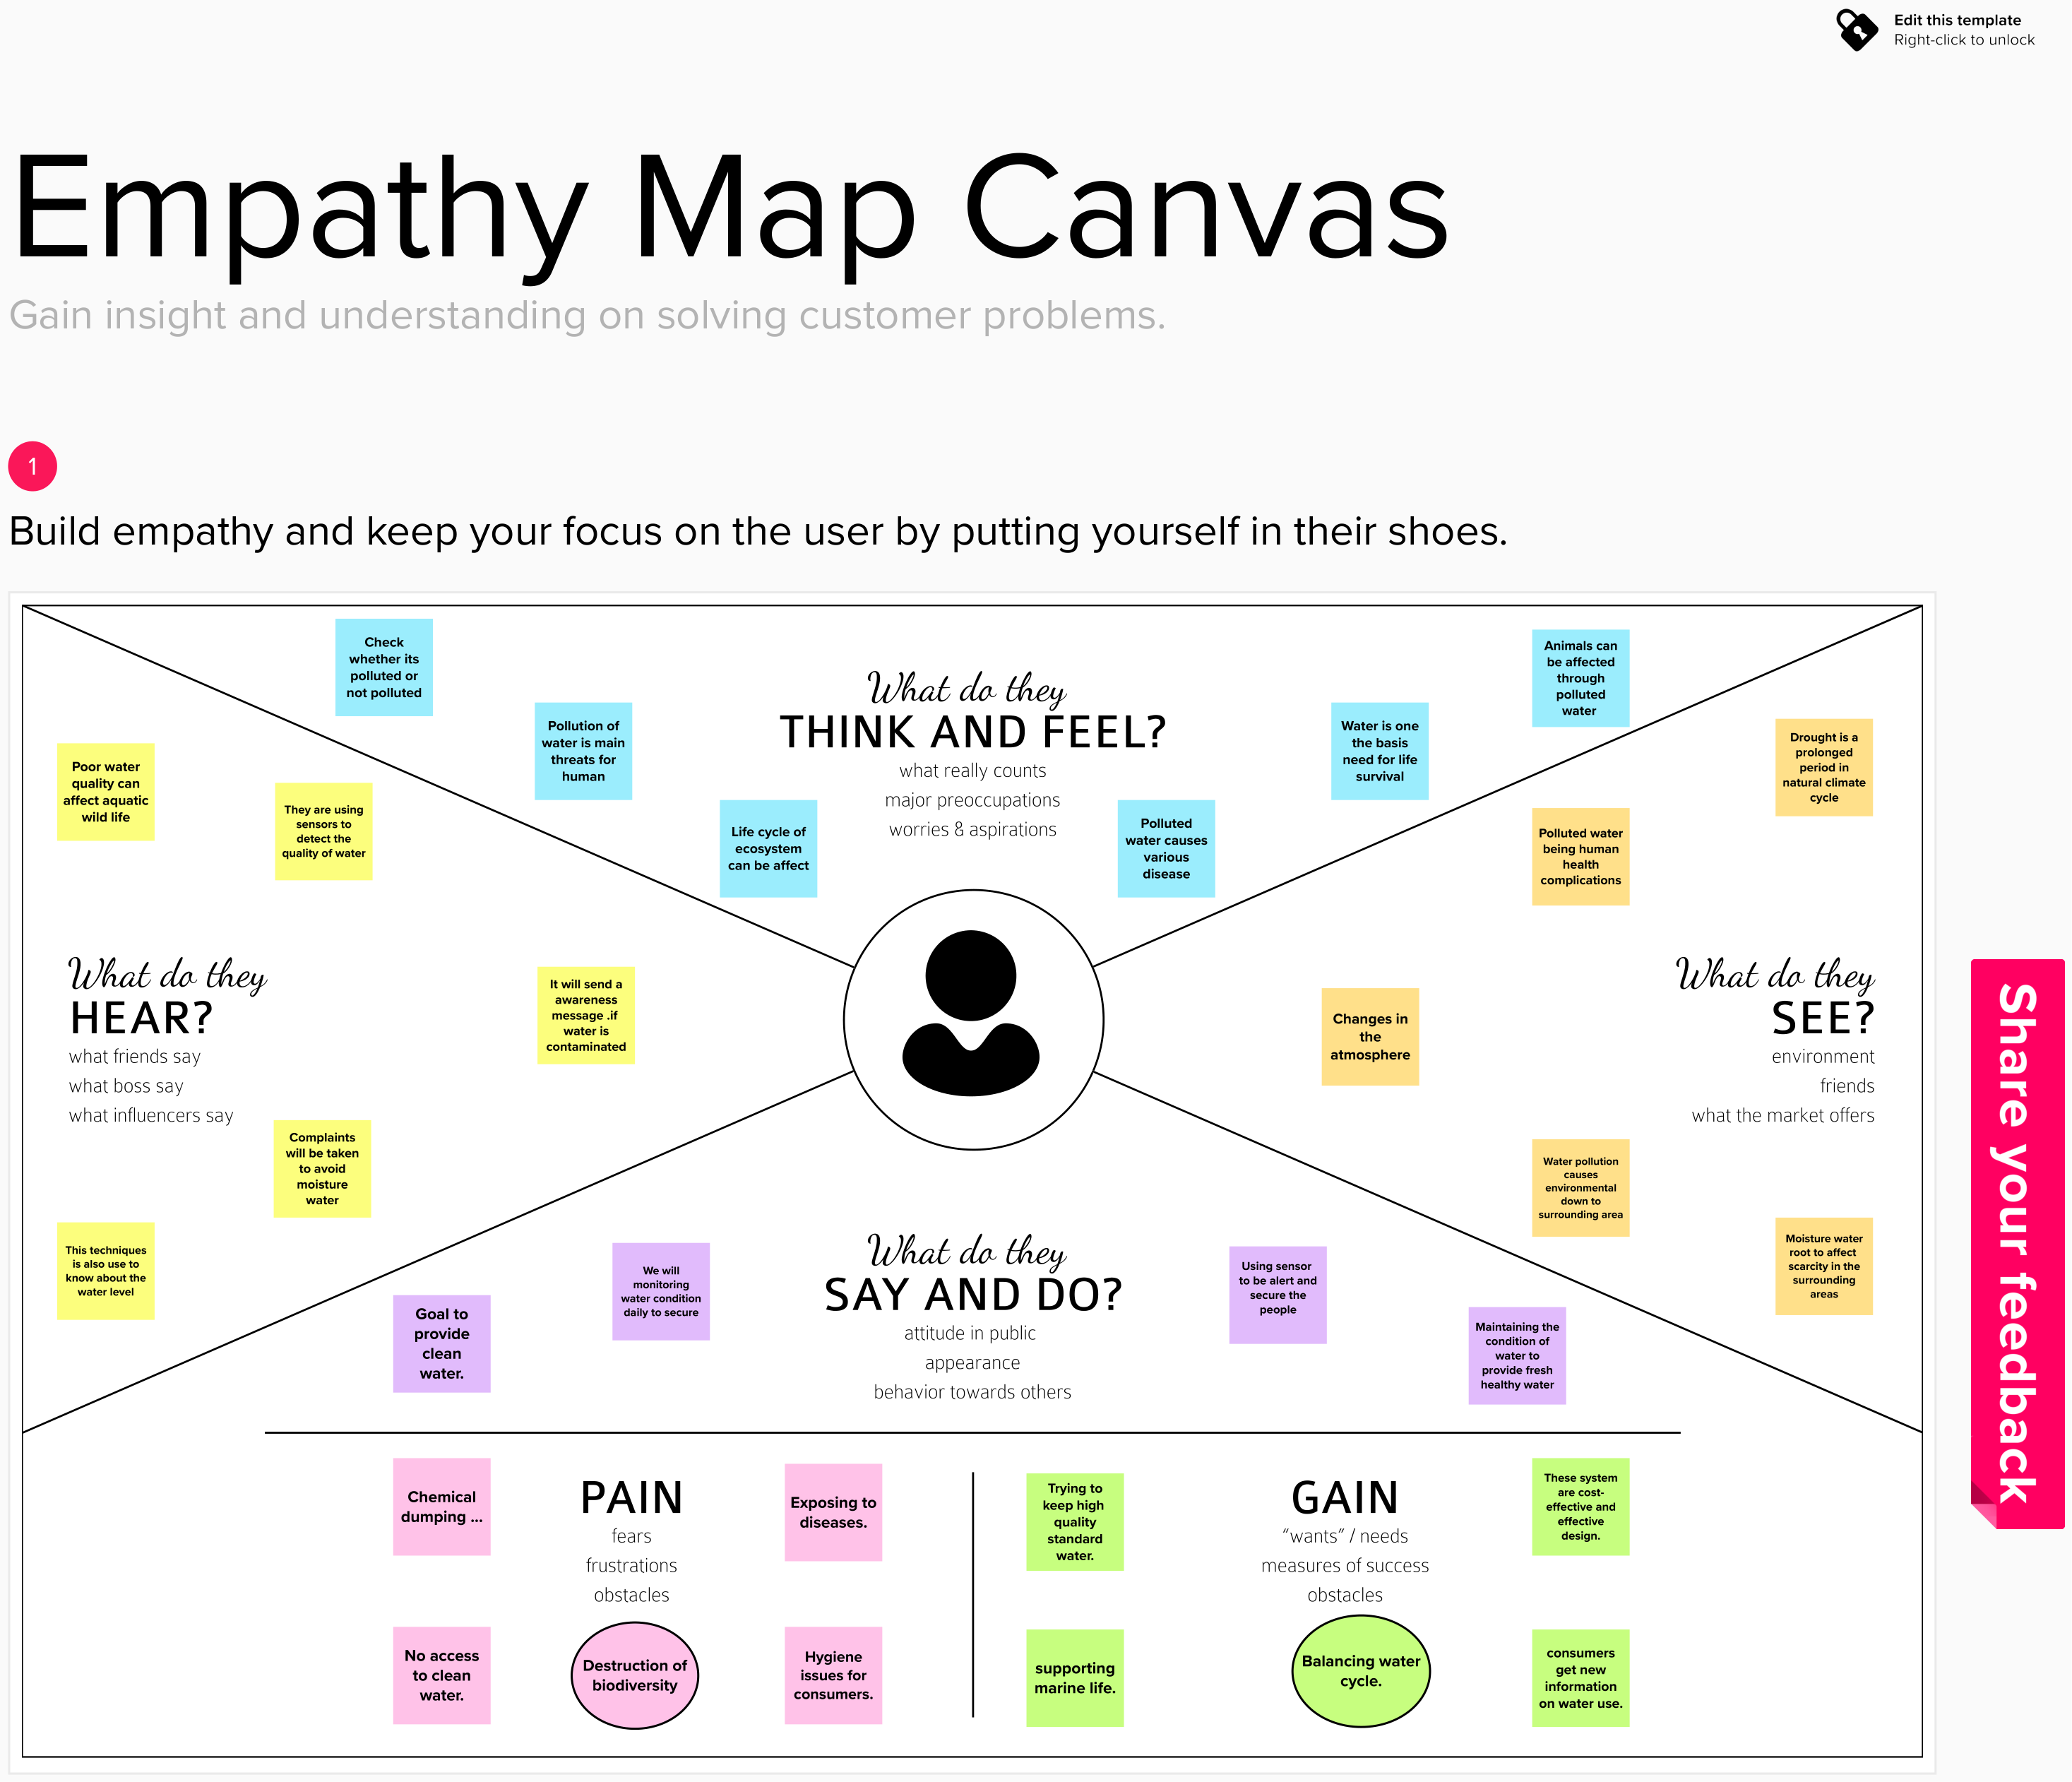 Edit this template
Right-click to unlock
Empathy Map Canvas
Gain insight and understanding on solving customer problems.
1
Build empathy and keep your focus on the user by putting yourself in their shoes.
Check
whether its
polluted or
not polluted
Pollution of
water is main
threats for
human
Life cycle of
ecosystem
can be affect
What do they
THINK AND FEEL?
what really counts
major preoccupations
worries & aspirations
Polluted
water causes
various
disease
Water is one
the basis
need for life
survival
Animals can
be affected
through
polluted
water
Poor water
quality can
affect aquatic
wild life
They are using
sensors to
detect the
quality of water
What do they
HEAR?
what friends say
what boss say
what influencers say
It will send a
awareness
message .if
water is
contaminated
Complaints
will be taken
to avoid
moisture
water
This techniques
is also use to
know about the
water level
Drought is a
prolonged
period in
natural climate
cycle
Polluted water
being human
health
complications
Changes in
the
atmosphere
What do they
SEE?
environment
friends
what the market offers
Water pollution
causes
environmental
down to
surrounding area
Moisture water
root to affect
scarcity in the
surrounding
areas
Goal to
provide
clean
water.
We will
monitoring
water condition
daily to secure
What do they
SAY AND DO?
attitude in public
appearance
behavior towards others
Using sensor
to be alert and
secure the
people
Maintaining the
condition of
water to
provide fresh
healthy water
Chemical
dumping ...
PAIN
fears
frustrations
obstacles
Exposing to
diseases.
No access
to clean
water.
Destruction of
biodiversity
Hygiene
issues for
consumers.
Trying to
keep high
quality
standard
water.
GAIN
“wants” / needs
measures of success
obstacles
These system
are cost-
effective and
effective
design.
supporting
marine life.
Balancing water
cycle.
consumers
get new
information
on water use.
Share your feedback